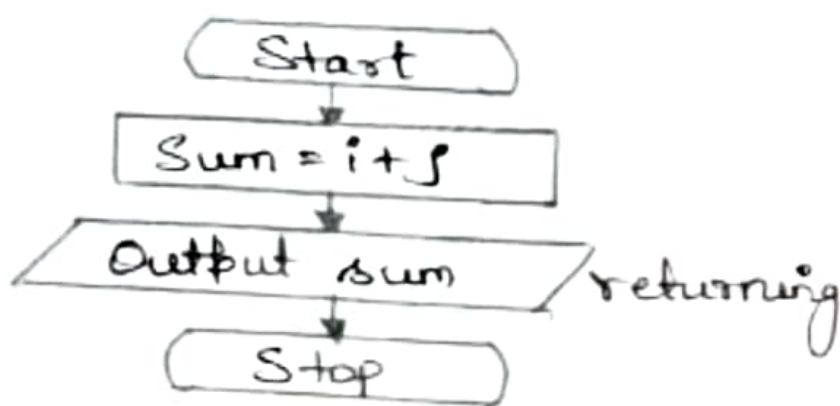 Start
Sum = i + j
Output sum
returning
Stop